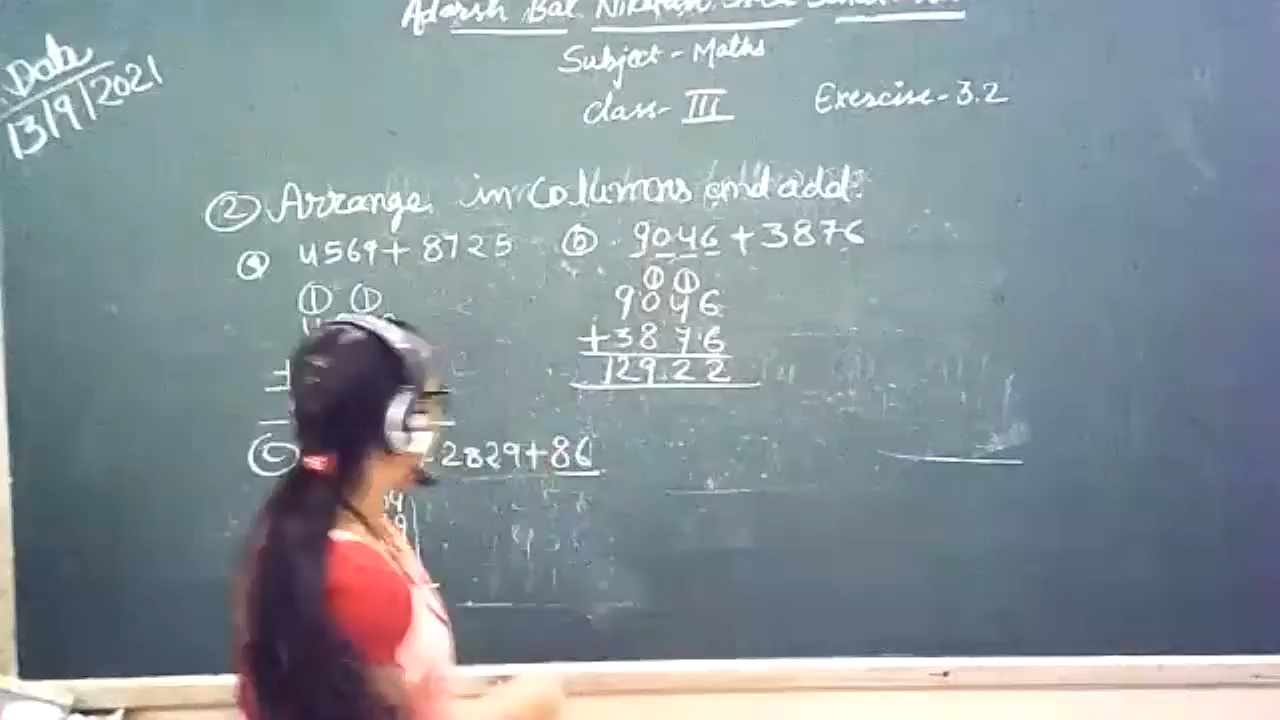 Adarsh Bal Niketan
Subject - Maths
Date
13/9/2021
class - III Exercise - 3.2
② Arrange in columns and add.
ⓐ 4569 + 8725 ⓑ 9046 + 3876
① ① ① ①
9046
+3876
12922
ⓒ 2829+86